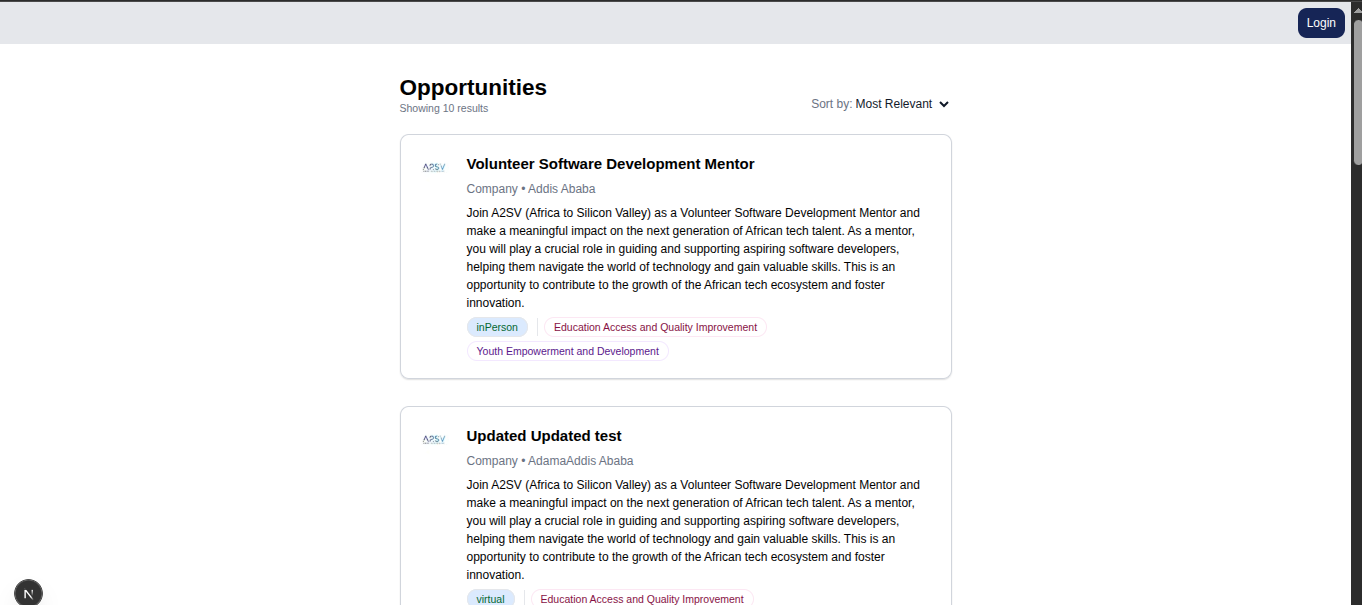 Login
Opportunities
Showing 10 results
Sort by: Most Relevant
A2SV
Volunteer Software Development Mentor
Company • Addis Ababa
Join A2SV (Africa to Silicon Valley) as a Volunteer Software Development Mentor and
make a meaningful impact on the next generation of African tech talent. As a mentor,
you will play a crucial role in guiding and supporting aspiring software developers,
helping them navigate the world of technology and gain valuable skills. This is an
opportunity to contribute to the growth of the African tech ecosystem and foster
innovation.
inPerson
Education Access and Quality Improvement
Youth Empowerment and Development
A2SV
Updated Updated test
Company • AdamaAddis Ababa
Join A2SV (Africa to Silicon Valley) as a Volunteer Software Development Mentor and
make a meaningful impact on the next generation of African tech talent. As a mentor,
you will play a crucial role in guiding and supporting aspiring software developers,
helping them navigate the world of technology and gain valuable skills. This is an
opportunity to contribute to the growth of the African tech ecosystem and foster
innovation.
virtual
Education Access and Quality Improvement
N